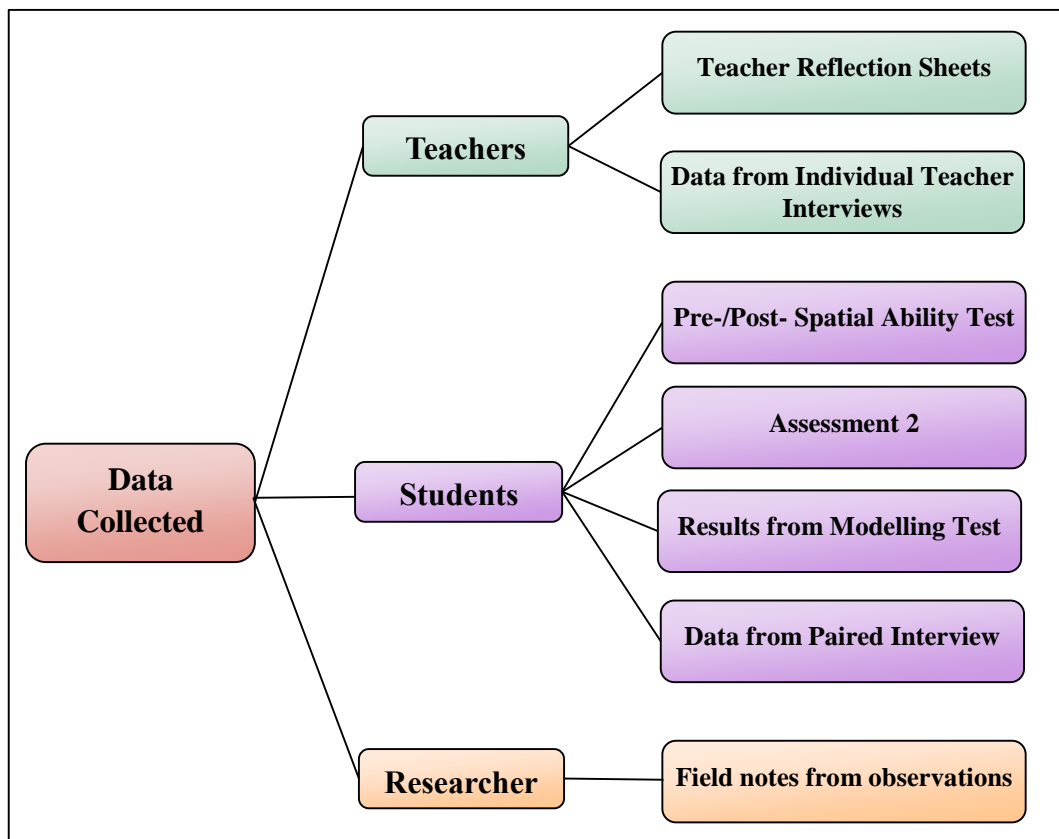 Data
Collected
Teachers
Teacher Reflection Sheets
Data from Individual Teacher
Interviews
Students
Pre-/Post- Spatial Ability Test
Assessment 2
Results from Modelling Test
Data from Paired Interview
Researcher
Field notes from observations